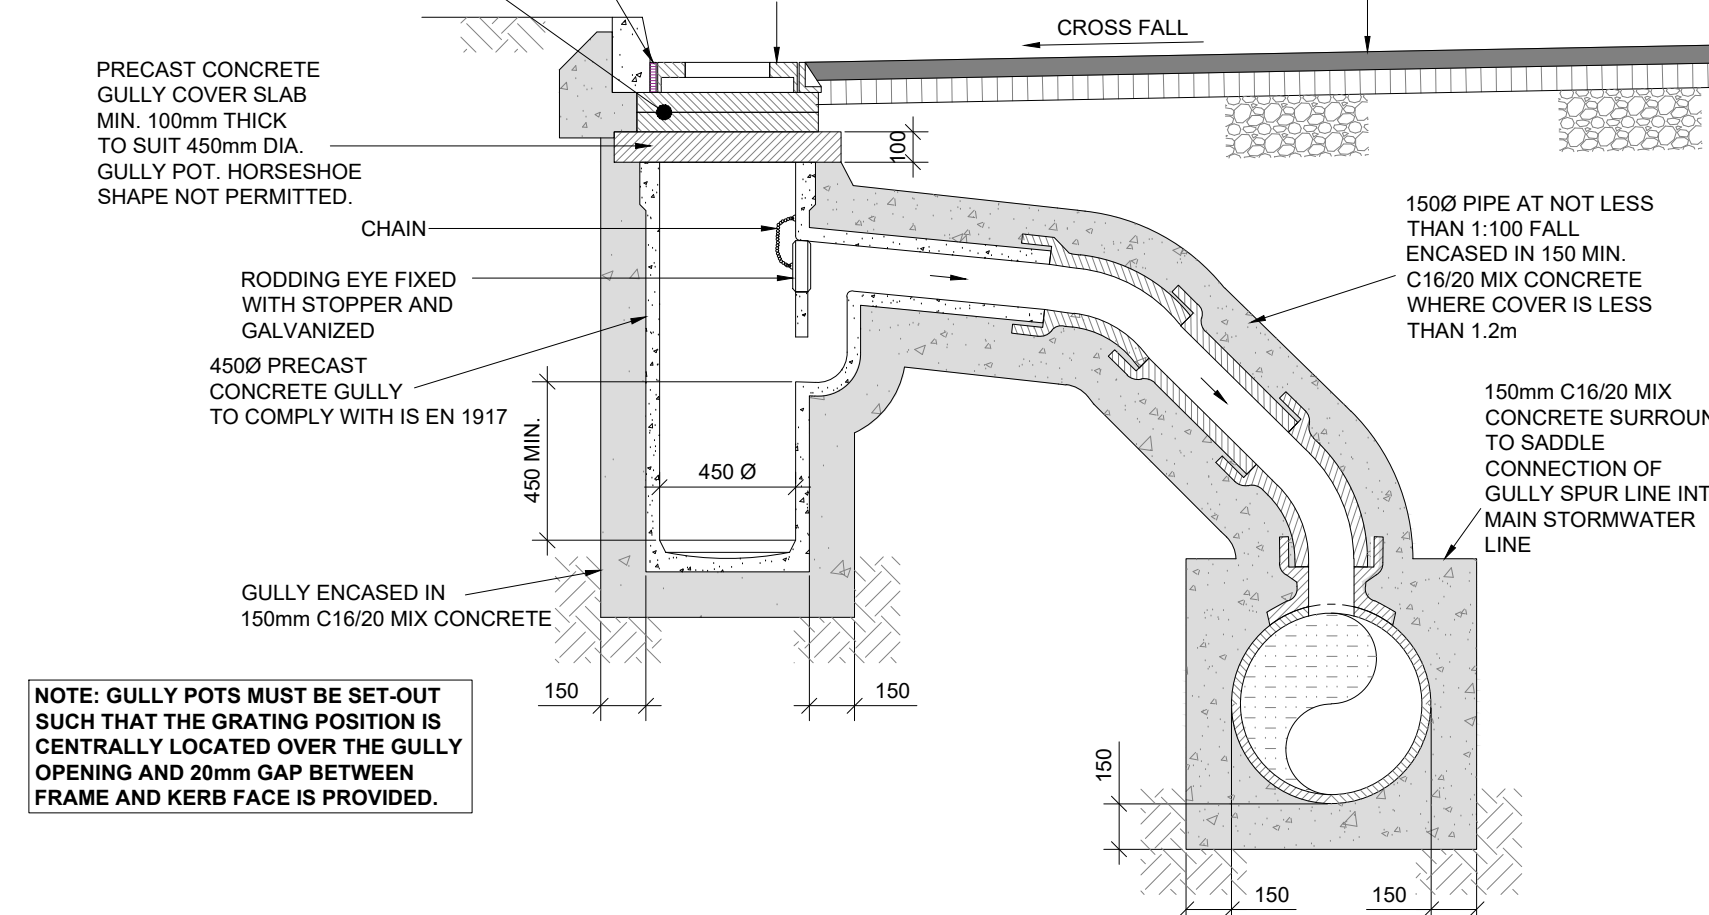 CROSS FALL
PRECAST CONCRETE
GULLY COVER SLAB
MIN. 100mm THICK
TO SUIT 450mm DIA.
GULLY POT. HORSESHOE
SHAPE NOT PERMITTED.
100
CHAIN
RODDING EYE FIXED
WITH STOPPER AND
GALVANIZED
450Ø PRECAST
CONCRETE GULLY
TO COMPLY WITH IS EN 1917
150Ø PIPE AT NOT LESS
THAN 1:100 FALL
ENCASED IN 150 MIN.
C16/20 MIX CONCRETE
WHERE COVER IS LESS
THAN 1.2m
150mm C16/20 MIX
CONCRETE SURROUN
TO SADDLE
CONNECTION OF
GULLY SPUR LINE INT
MAIN STORMWATER
LINE
450 MIN.
450 Ø
GULLY ENCASED IN
150mm C16/20 MIX CONCRETE
150
150
NOTE: GULLY POTS MUST BE SET-OUT
SUCH THAT THE GRATING POSITION IS
CENTRALLY LOCATED OVER THE GULLY
OPENING AND 20mm GAP BETWEEN
FRAME AND KERB FACE IS PROVIDED.
150
150
150